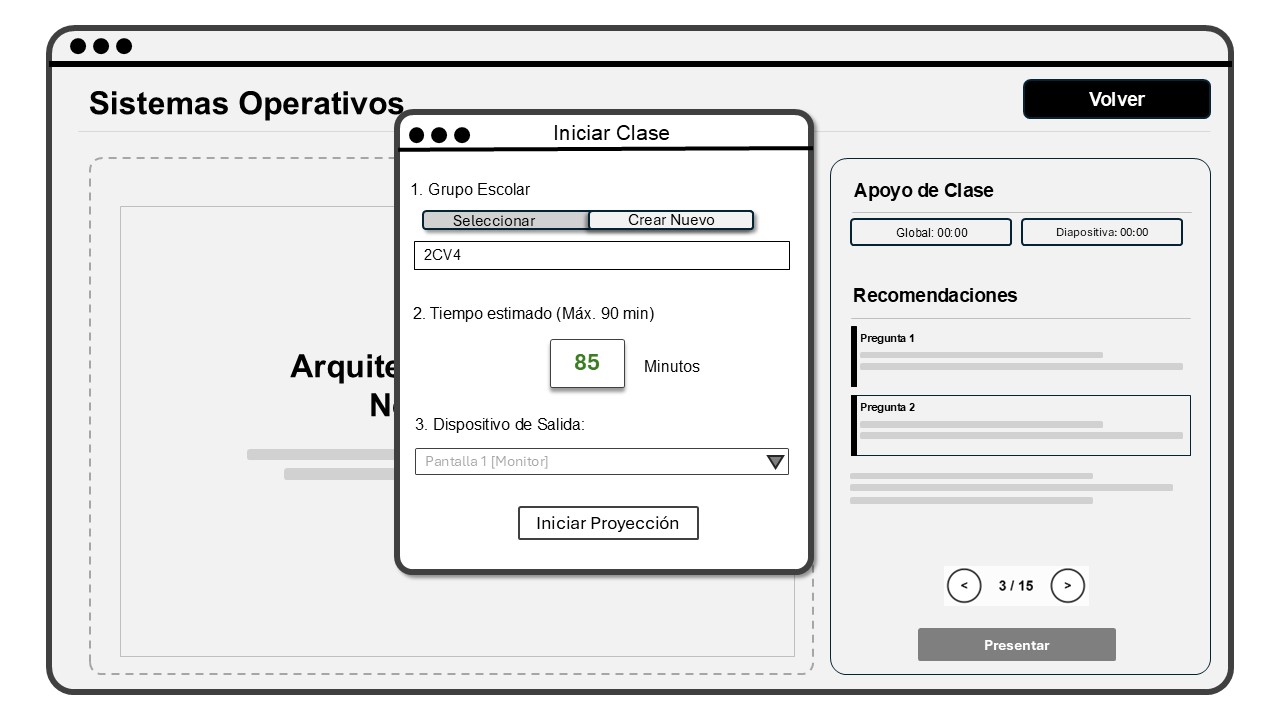 Sistemas Operativos
Volver
Iniciar Clase
1. Grupo Escolar
Seleccionar
Crear Nuevo
2CV4
2. Tiempo estimado (Máx. 90 min)
85
Minutos
3. Dispositivo de Salida:
Pantalla 1 [Monitor]
Iniciar Proyección
Apoyo de Clase
Global: 00:00
Diapositiva: 00:00
Recomendaciones
Pregunta 1
Pregunta 2
< 3 / 15 >
Presentar